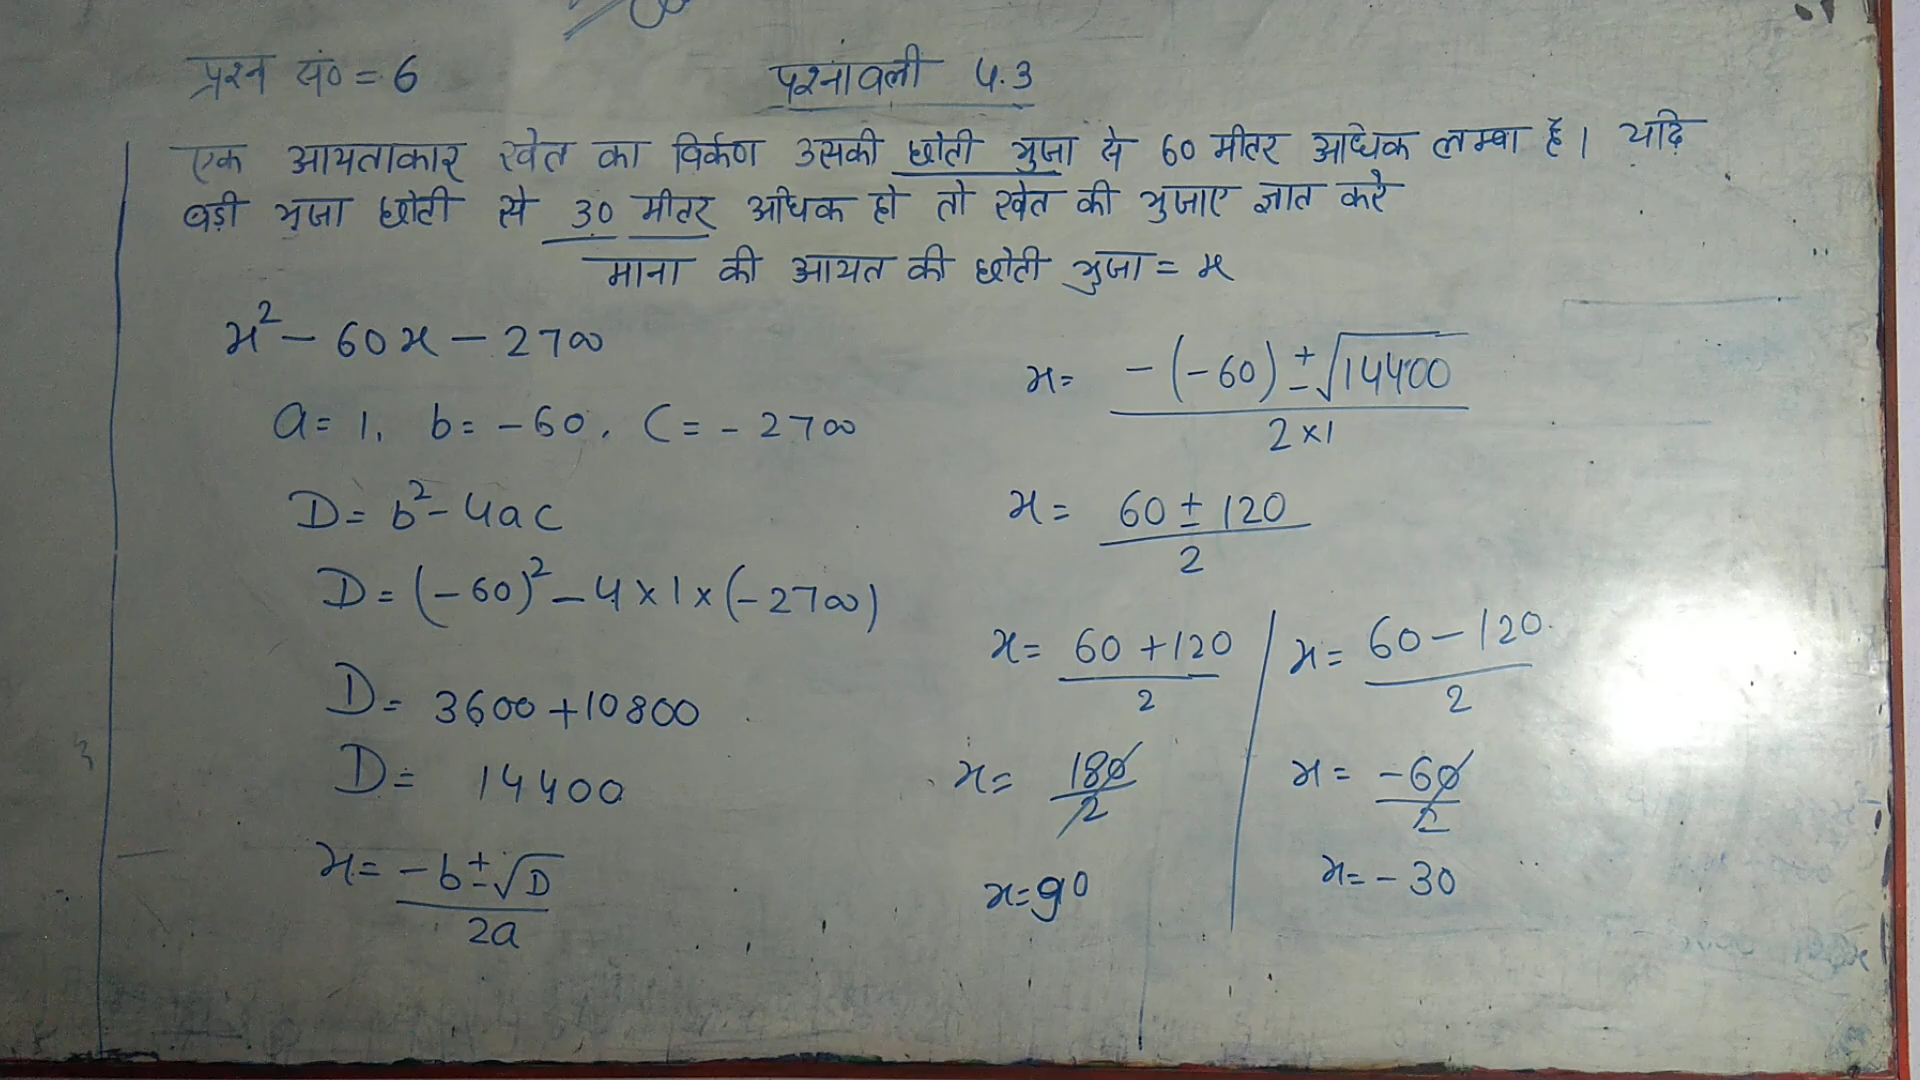 प्रश्न सं० = 6
प्रश्नावली 4.3
एक आयताकार खेत का विर्कण उसकी छोटी भुजा से 60 मीटर अधिक लम्बा है। यदि
बड़ी भुजा छोटी से 30 मीटर अधिक हो तो खेत की भुजाए ज्ञात करे
माना की आयत की छोटी भुजा = x
x² - 60x - 2700
a = 1, b = -60, c = -2700
D = b² - 4ac
D = (-60)² - 4 × 1 × (-2700)
D = 3600 + 10800
D = 14400
x = (-b ± √D) / 2a
x = (-(-60) ± √14400) / (2×1)
x = (60 ± 120) / 2
x = (60 + 120) / 2
x = 180 / 2
x = 90
x = (60 - 120) / 2
x = -60 / 2
x = -30